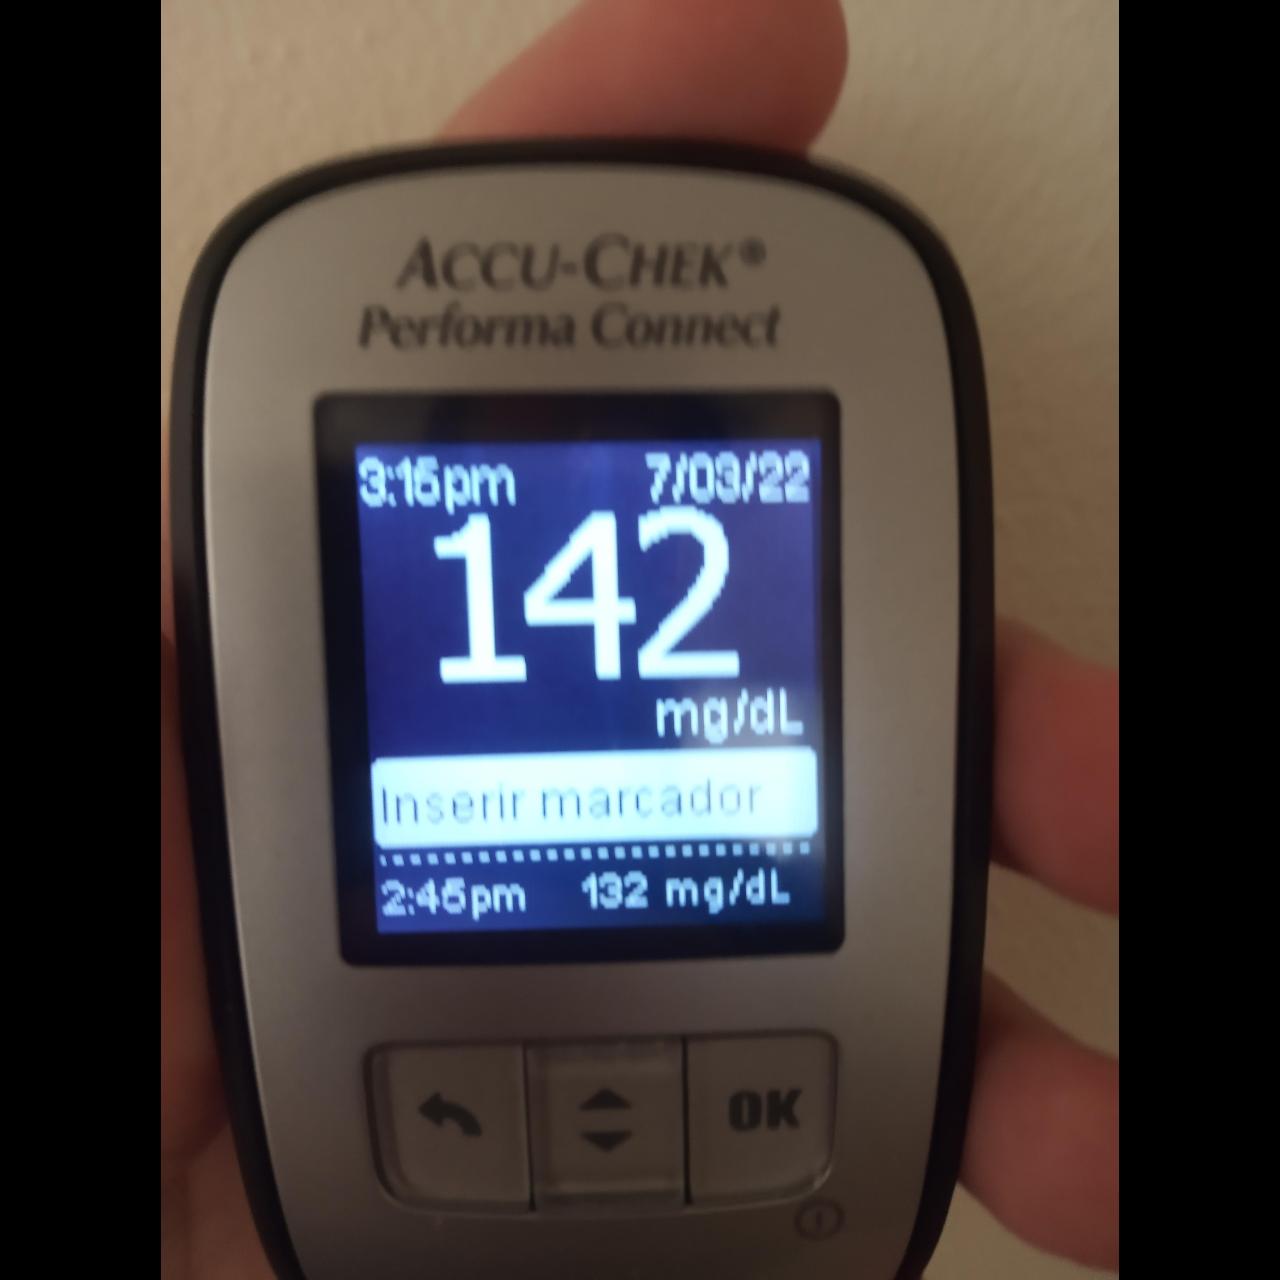 ACCU-CHEK®
Performa Connect
3:15pm 7/03/22
142
mg/dL
Inserir marcador
2:45pm 132 mg/dL
OK